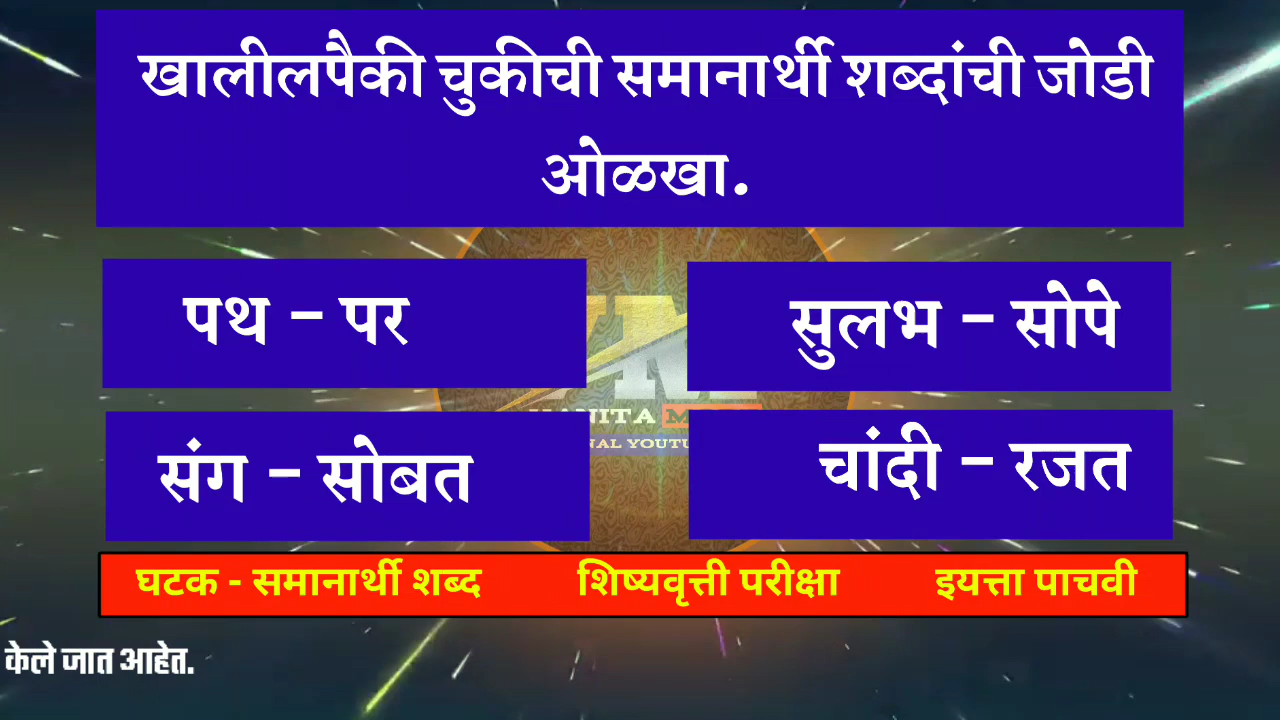 खालीलपैकी चुकीची समानार्थी शब्दांची जोडी
ओळखा.
पथ - पर
सुलभ - सोपे
संग - सोबत
चांदी - रजत
घटक - समानार्थी शब्द शिष्यवृत्ती परीक्षा इयत्ता पाचवी
केले जात आहेत.